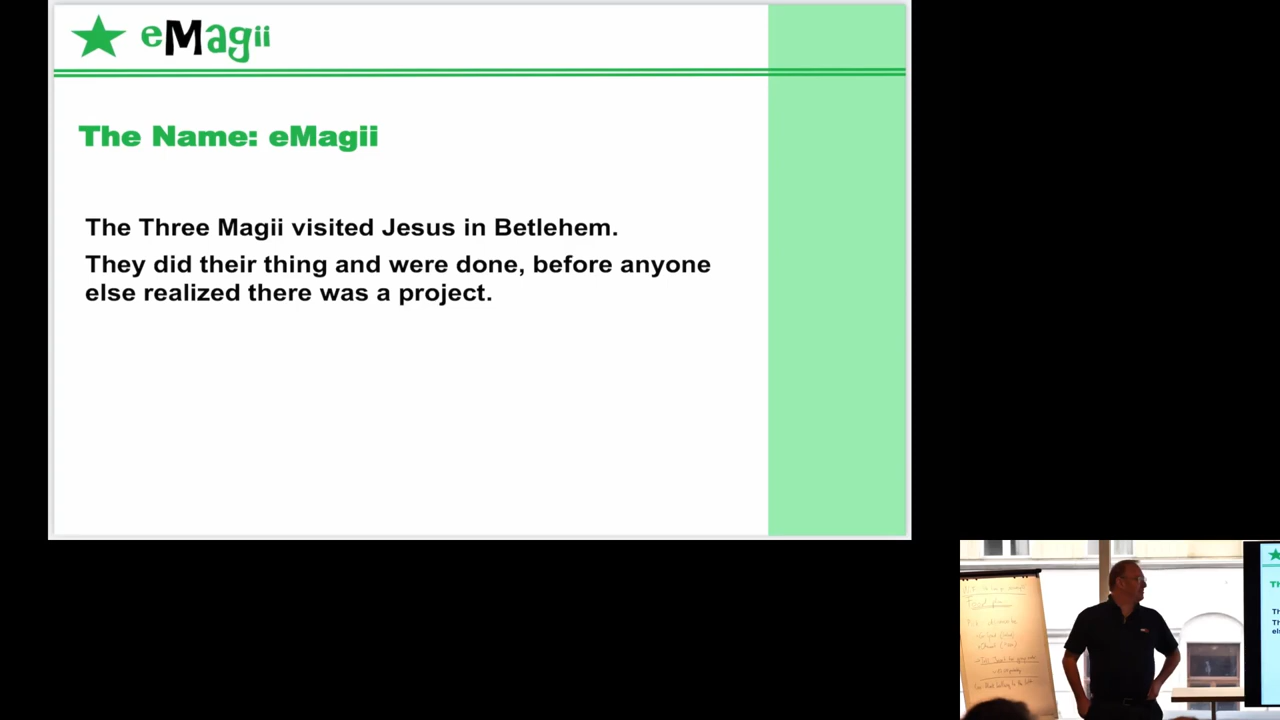 eMagii
The Name: eMagii
The Three Magii visited Jesus in Betlehem.
They did their thing and were done, before anyone
else realized there was a project.